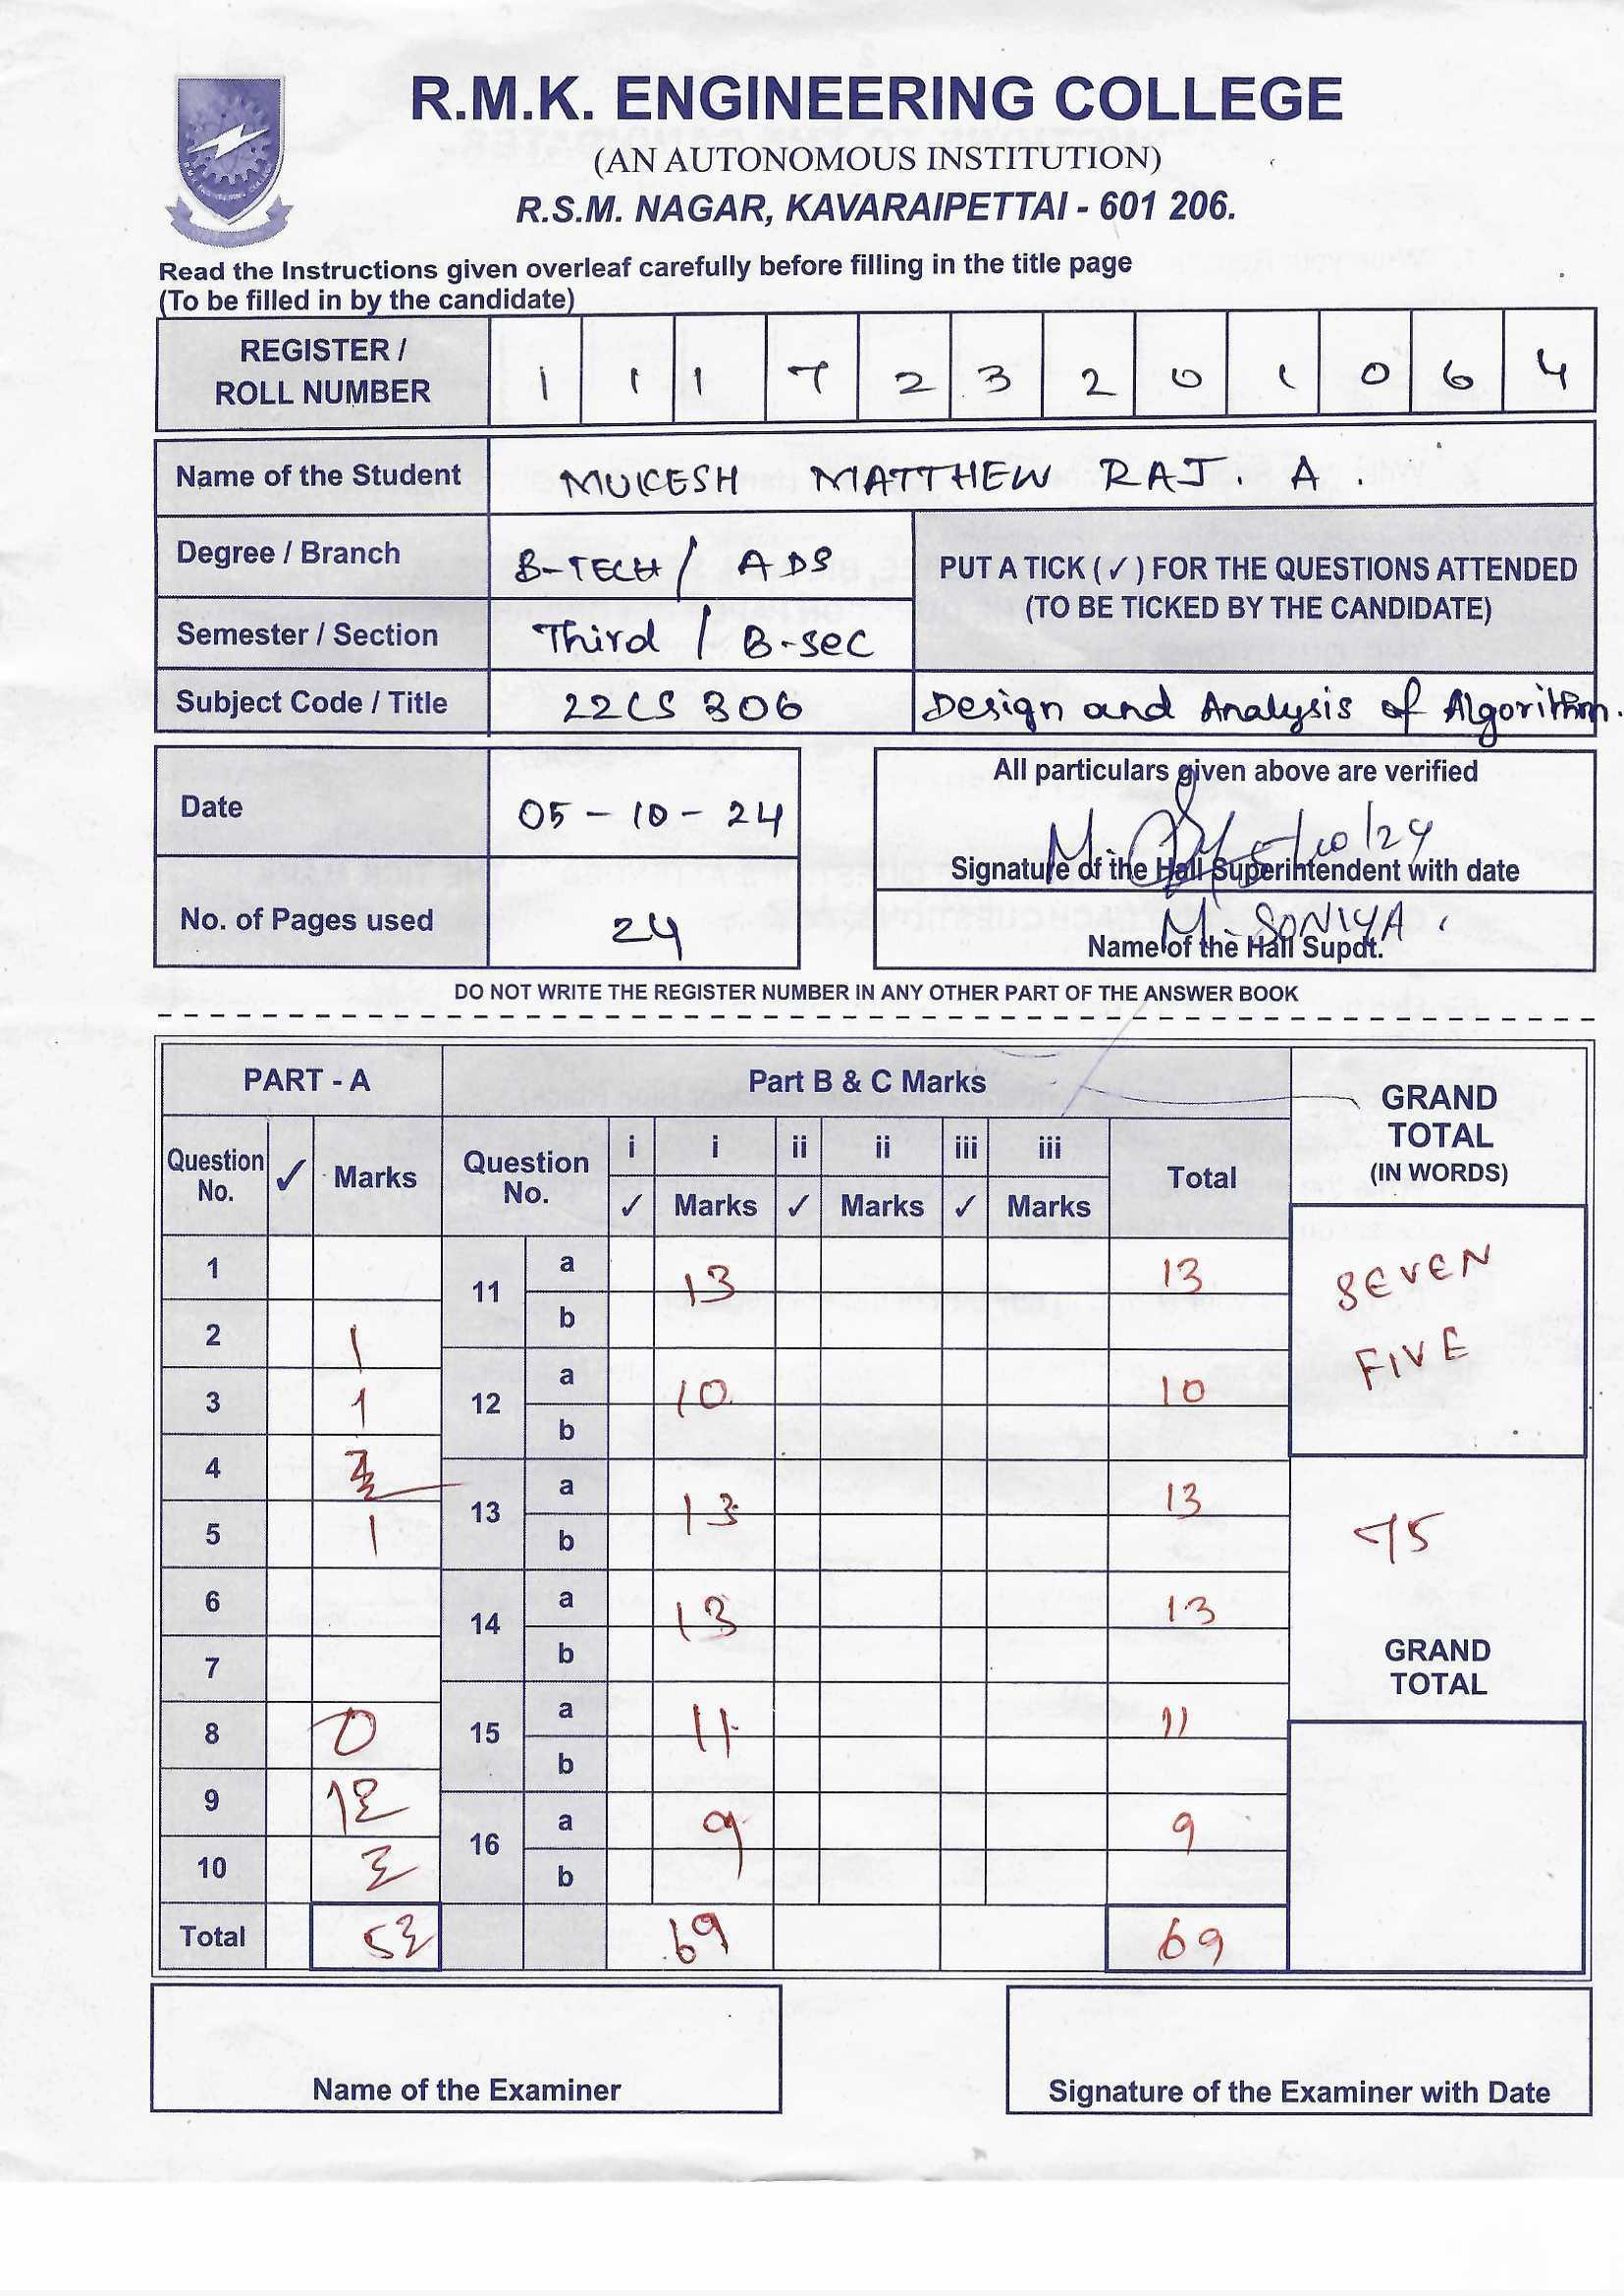 R.M.K. ENGINEERING COLLEGE
(AN AUTONOMOUS INSTITUTION)
R.S.M. NAGAR, KAVARAIPETTAI - 601 206.
Read the Instructions given overleaf carefully before filling in the title page
(To be filled in by the candidate)
REGISTER / ROLL NUMBER 1 1 1 7 2 3 2 0 1 0 6 4
Name of the Student MUKESH MATTHEW RAJ. A.
Degree / Branch B-TECH / ADS
PUT A TICK (✓) FOR THE QUESTIONS ATTENDED
(TO BE TICKED BY THE CANDIDATE)
Semester / Section Third / B-sec
Subject Code / Title 22CS306 Design and Analysis of Algorithm.
Date 05-10-24
All particulars given above are verified
5/10/24
Signature of the Hall Superintendent with date
No. of Pages used 24
M. SONIYA.
Name of the Hall Supdt.
DO NOT WRITE THE REGISTER NUMBER IN ANY OTHER PART OF THE ANSWER BOOK
PART - A Part B & C Marks GRAND TOTAL (IN WORDS)
Question No. ✓ Marks Question No. i i ii ii iii iii Total
✓ Marks ✓ Marks ✓ Marks
1 11 a 13 13
2 1 b
3 1 12 a 10 10
4 b
5 1 13 a 13 13
b
6 14 a 13 13
7 b
8 0 15 a 11 11
9 b
10 16 a 9 9
b
Total 69 69
SEVEN
FIVE
75
GRAND TOTAL
Name of the Examiner
Signature of the Examiner with Date